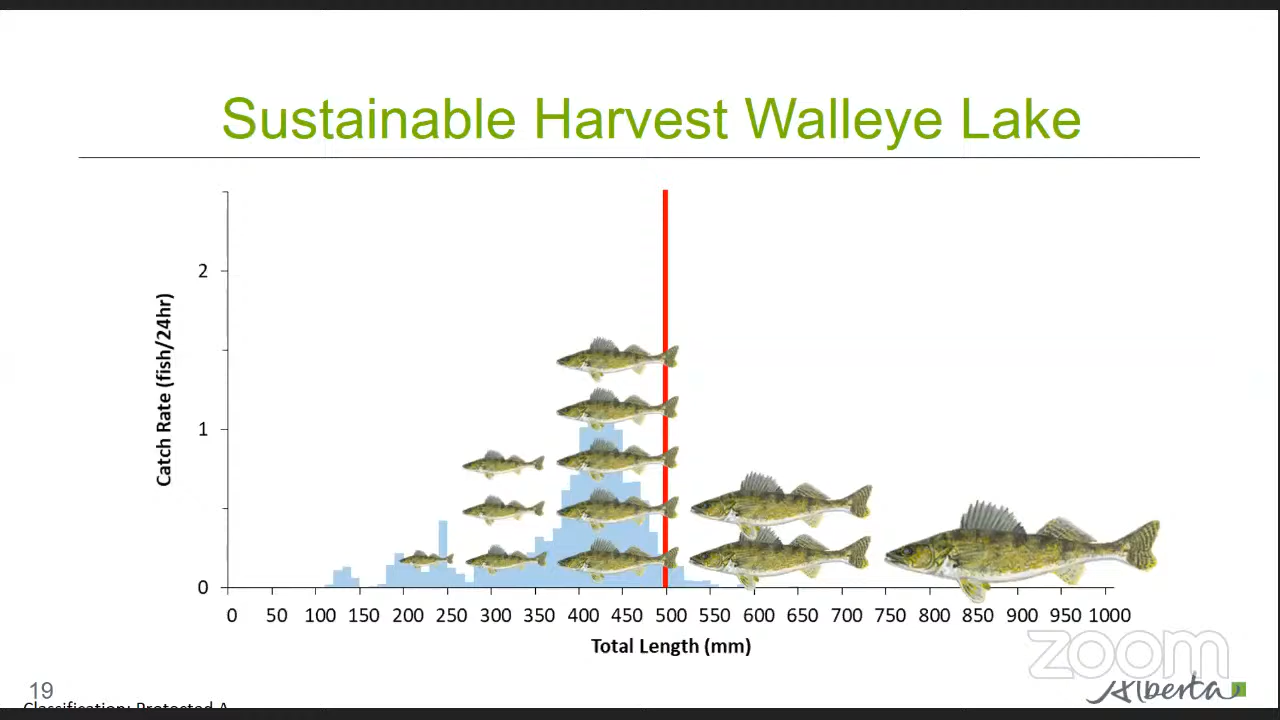 Sustainable Harvest Walleye Lake
Catch Rate (fish/24hr)
2
1
0
0 50 100 150 200 250 300 350 400 450 500 550 600 650 700 750 800 850 900 950 1000
Total Length (mm)
zoom
Alberta
19
Classification: Protected A